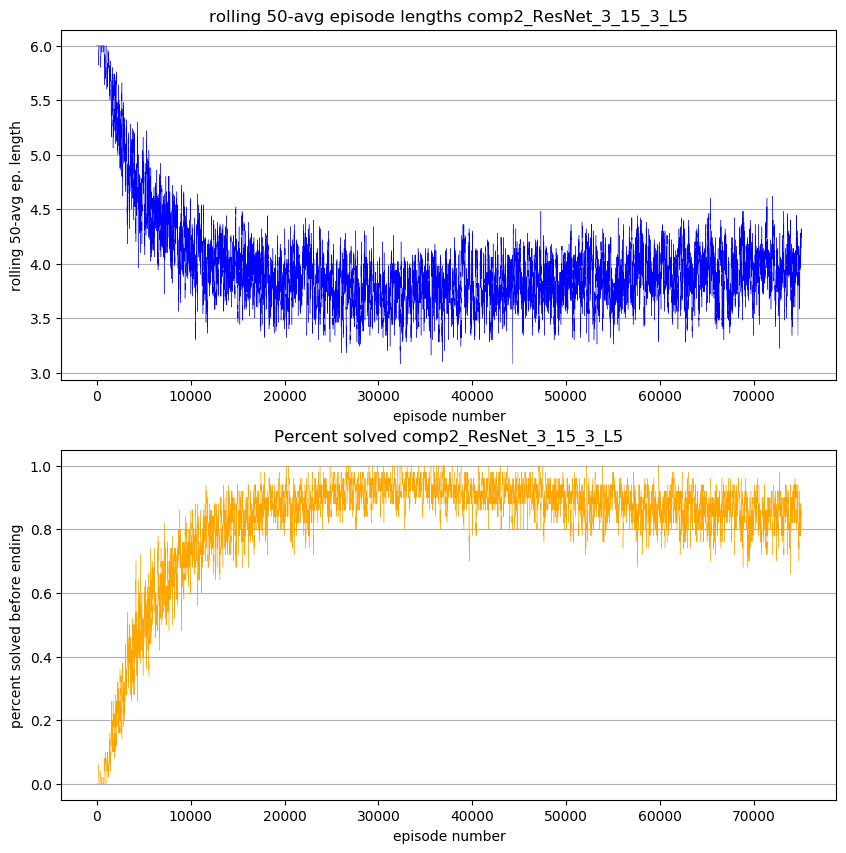 rolling 50-avg episode lengths comp2_ResNet_3_15_3_L5
6.0
5.5
5.0
4.5
4.0
3.5
3.0
rolling 50-avg ep. length
0 10000 20000 30000 40000 50000 60000 70000
episode number
Percent solved comp2_ResNet_3_15_3_L5
1.0
0.8
0.6
0.4
0.2
0.0
percent solved before ending
0 10000 20000 30000 40000 50000 60000 70000
episode number